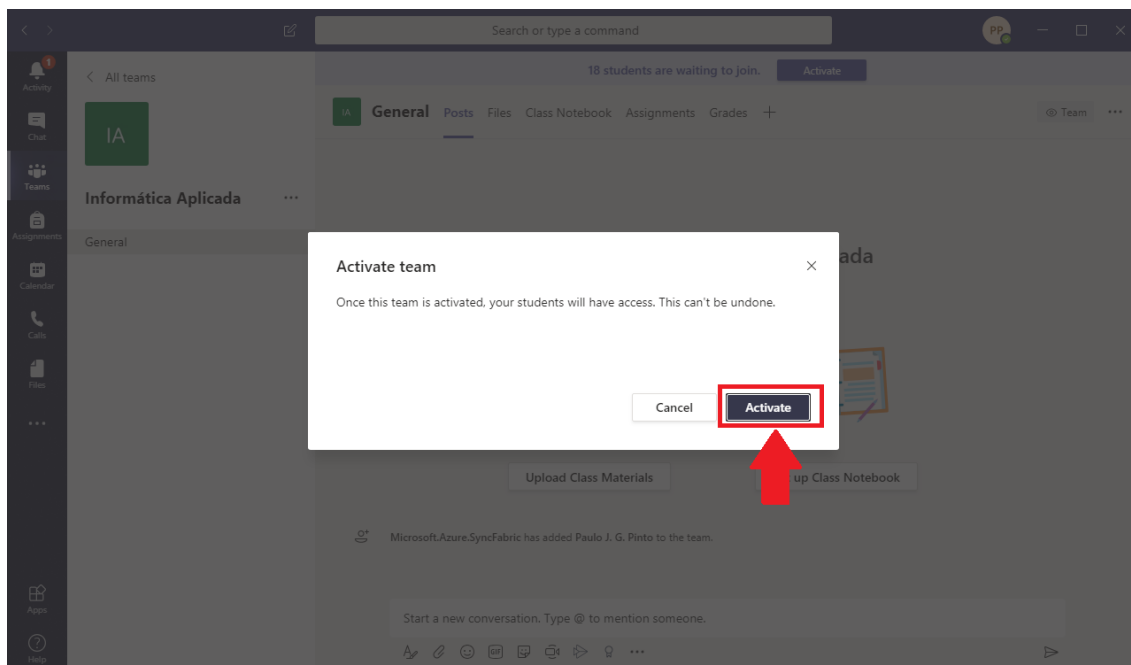 Search or type a command
PP
Activity
1
Chat
Teams
Assignments
Calendar
Calls
Files
Apps
Help
All teams
IA
Informática Aplicada
General
18 students are waiting to join.
Activate
IA
General Posts Files Class Notebook Assignments Grades
Team
ada
Activate team
Once this team is activated, your students will have access. This can't be undone.
Cancel
Activate
Upload Class Materials
up Class Notebook
Microsoft.Azure.SyncFabric has added Paulo J. G. Pinto to the team.
Start a new conversation. Type @ to mention someone.
GIF